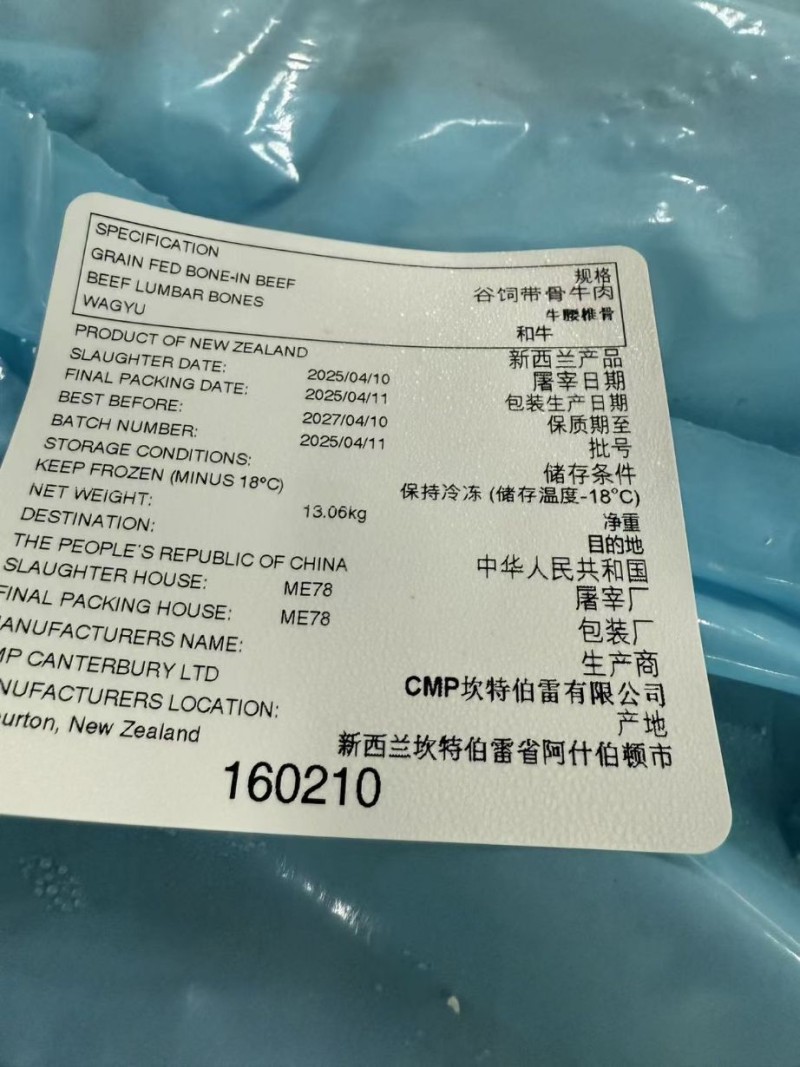 SPECIFICATION 规格
GRAIN FED BONE-IN BEEF 谷饲带骨牛肉
BEEF LUMBAR BONES 牛腰椎骨
WAGYU 和牛
PRODUCT OF NEW ZEALAND 新西兰产品
SLAUGHTER DATE: 2025/04/10 屠宰日期
FINAL PACKING DATE: 2025/04/11 包装生产日期
BEST BEFORE: 2027/04/10 保质期至
BATCH NUMBER: 2025/04/11 批号
STORAGE CONDITIONS: 储存条件
KEEP FROZEN (MINUS 18°C) 保持冷冻 (储存温度-18°C)
NET WEIGHT: 13.06kg 净重
DESTINATION: 目的地
THE PEOPLE'S REPUBLIC OF CHINA 中华人民共和国
SLAUGHTER HOUSE: ME78 屠宰厂
FINAL PACKING HOUSE: ME78 包装厂
ANUFACTURERS NAME: 生产商
MP CANTERBURY LTD CMP坎特伯雷有限公司
NUFACTURERS LOCATION: 产地
urton, New Zealand 新西兰坎特伯雷省阿什伯顿市
160210